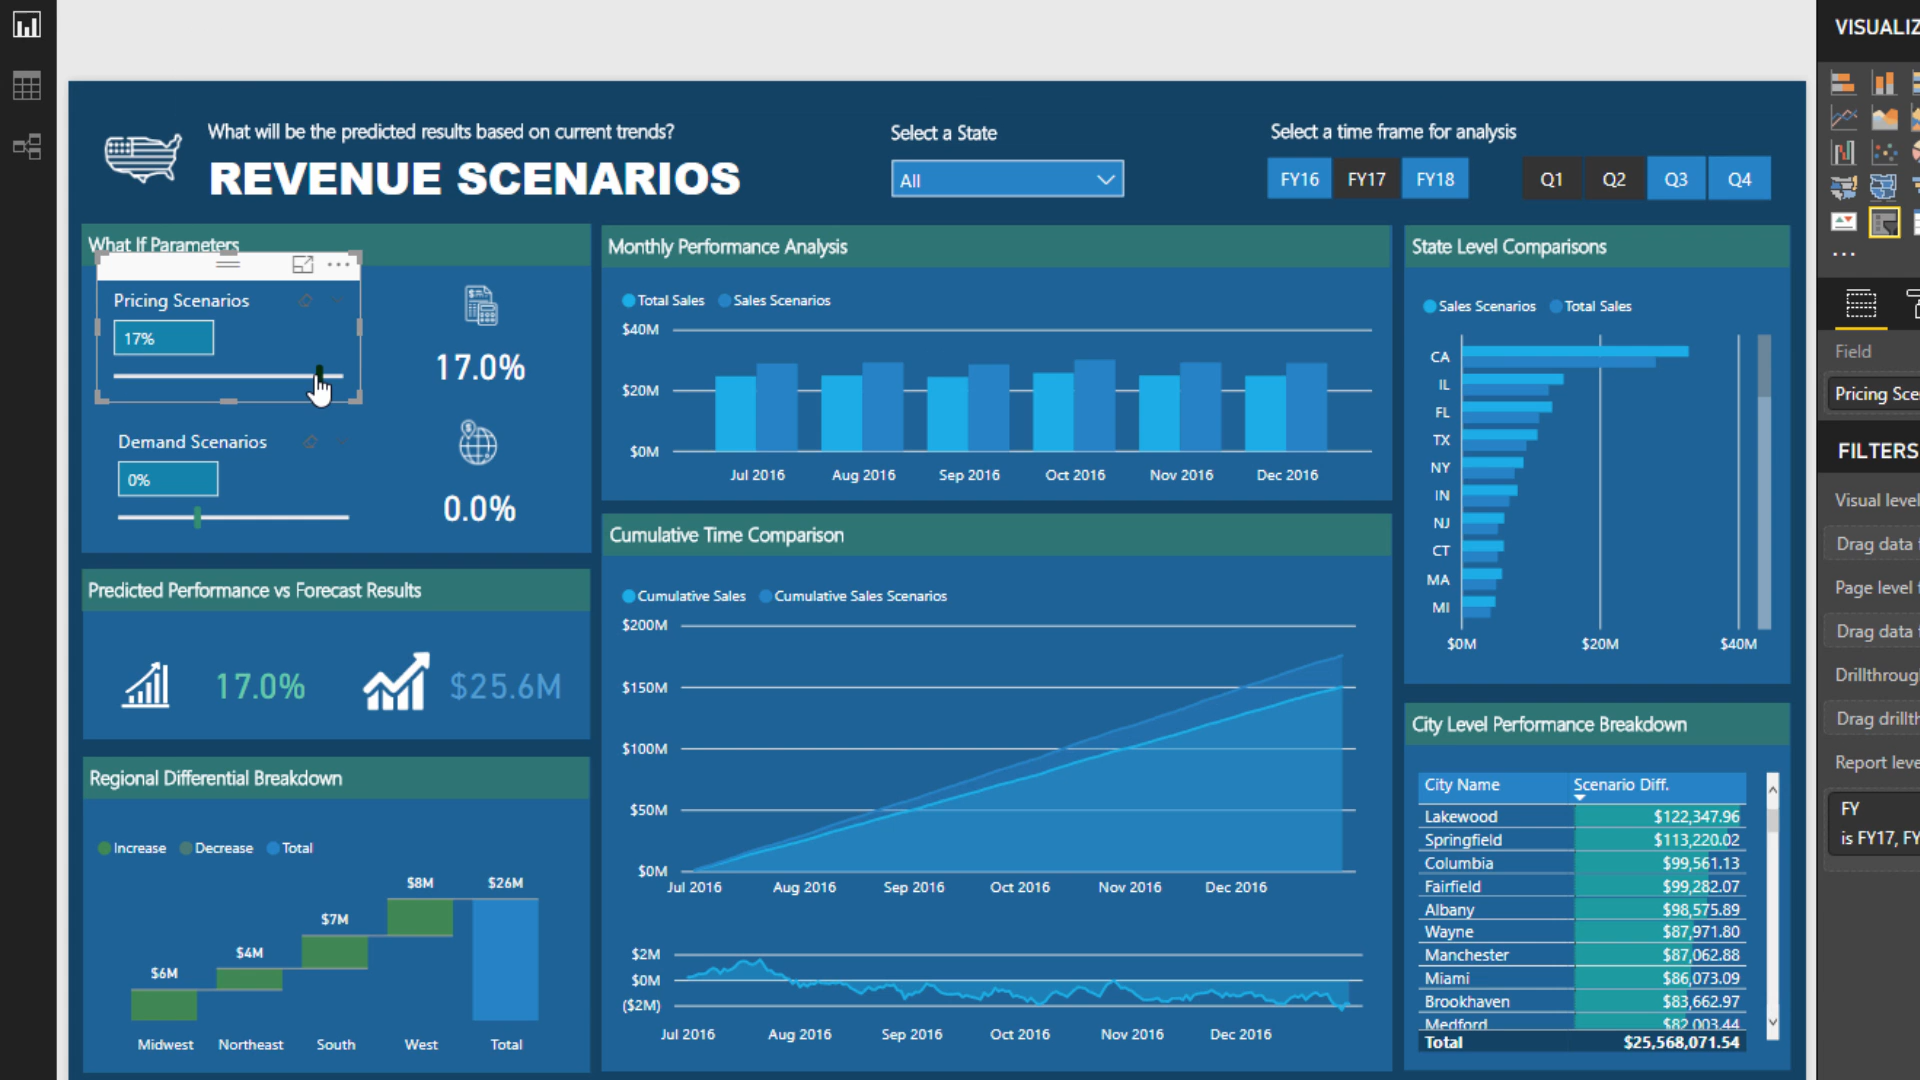 What will be the predicted results based on current trends?
REVENUE SCENARIOS
Select a State
All
Select a time frame for analysis
FY16 FY17 FY18 Q1 Q2 Q3 Q4
What If Parameters
Pricing Scenarios
17%
17.0%
Demand Scenarios
0%
0.0%
Predicted Performance vs Forecast Results
17.0% $25.6M
Regional Differential Breakdown
Increase Decrease Total
$6M $4M $7M $8M $26M
Midwest Northeast South West Total
Monthly Performance Analysis
Total Sales Sales Scenarios
$40M
$20M
$0M
Jul 2016 Aug 2016 Sep 2016 Oct 2016 Nov 2016 Dec 2016
Cumulative Time Comparison
Cumulative Sales Cumulative Sales Scenarios
$200M
$150M
$100M
$50M
$0M
Jul 2016 Aug 2016 Sep 2016 Oct 2016 Nov 2016 Dec 2016
$2M
$0M
($2M)
Jul 2016 Aug 2016 Sep 2016 Oct 2016 Nov 2016 Dec 2016
State Level Comparisons
Sales Scenarios Total Sales
CA
IL
FL
TX
NY
IN
NJ
CT
MA
MI
$0M $20M $40M
City Level Performance Breakdown
City Name Scenario Diff.
Lakewood $122,347.96
Springfield $113,220.02
Columbia $99,561.13
Fairfield $99,282.07
Albany $98,575.89
Wayne $87,971.80
Manchester $87,062.88
Miami $86,073.09
Brookhaven $83,662.97
Medford $82,003.44
Total $25,568,071.54
VISUALIZ
Field
Pricing Sce
FILTERS
Visual level
Drag data
Page level f
Drag data
Drillthroug
Drag drillth
Report leve
FY
is FY17, FY